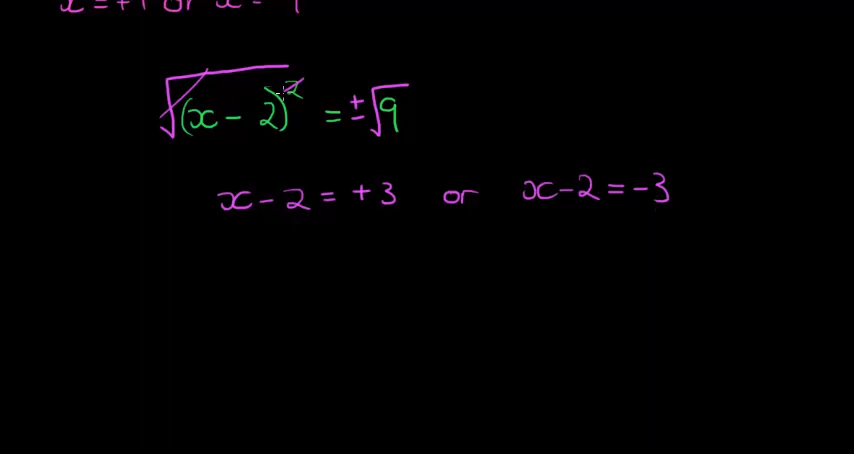 √(x - 2)² = ±√9
x - 2 = + 3 or x - 2 = - 3